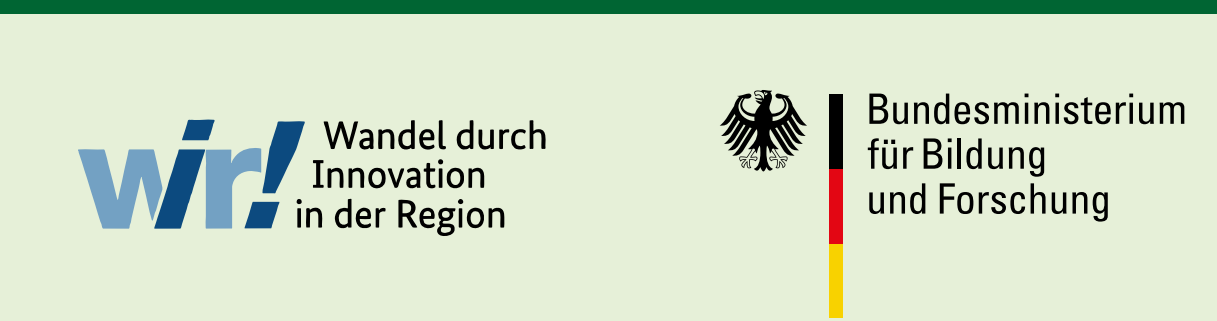 wir!
Wandel durch
Innovation
in der Region
Bundesministerium
für Bildung
und Forschung